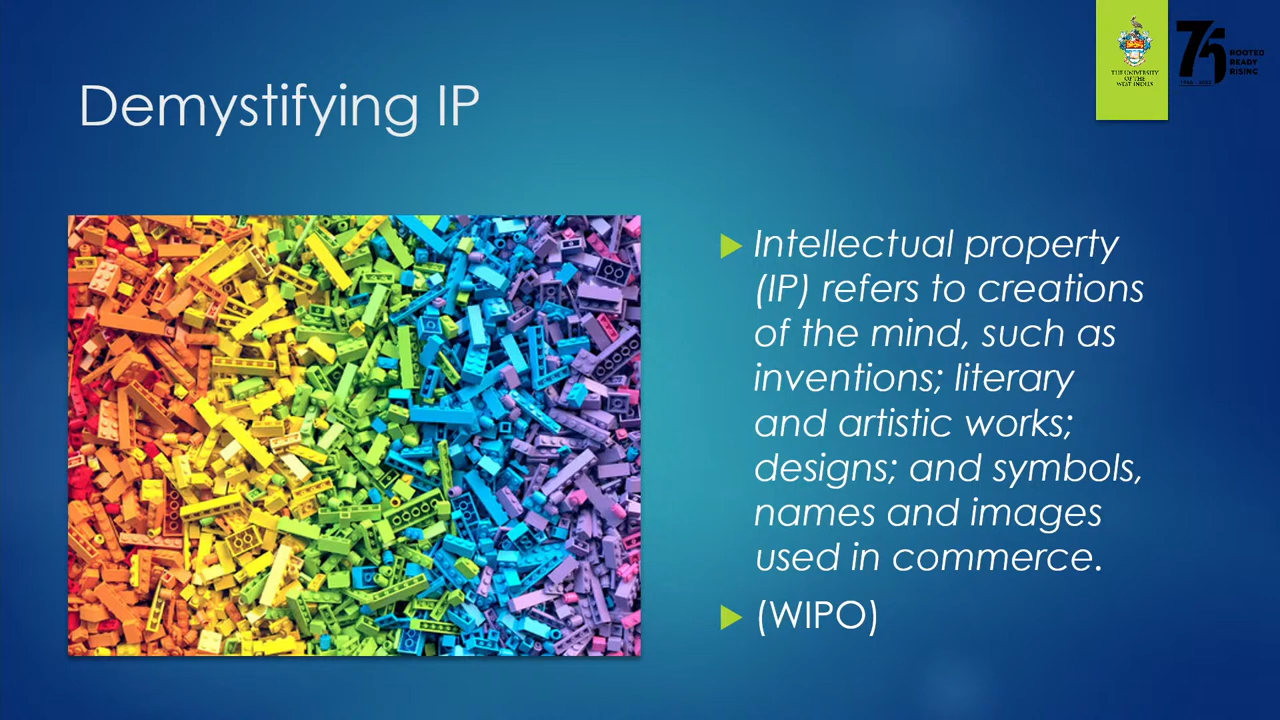 Demystifying IP
THE UNIVERSITY
OF THE
WEST INDIES
75
ROOTED
READY
RISING
Intellectual property
(IP) refers to creations
of the mind, such as
inventions; literary
and artistic works;
designs; and symbols,
names and images
used in commerce.
(WIPO)